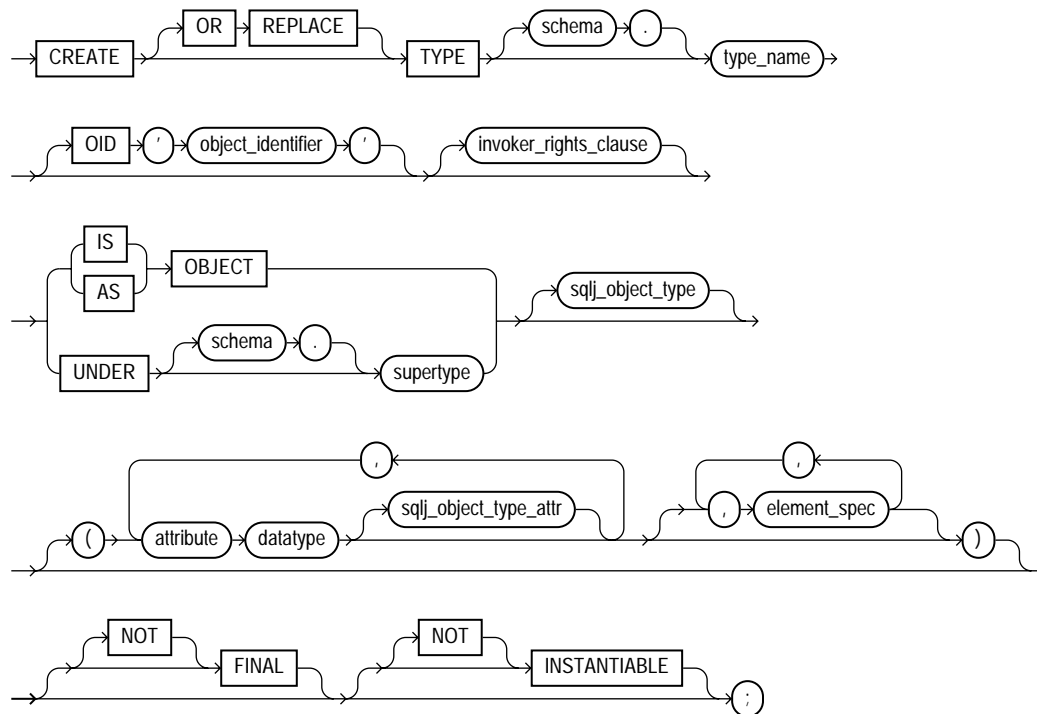 OR REPLACE schema .
CREATE TYPE type_name
OID ' object_identifier ' invoker_rights_clause
IS
OBJECT
AS sqlj_object_type
schema .
UNDER supertype
, ,
sqlj_object_type_attr , element_spec
( attribute datatype )
NOT NOT
FINAL INSTANTIABLE
;